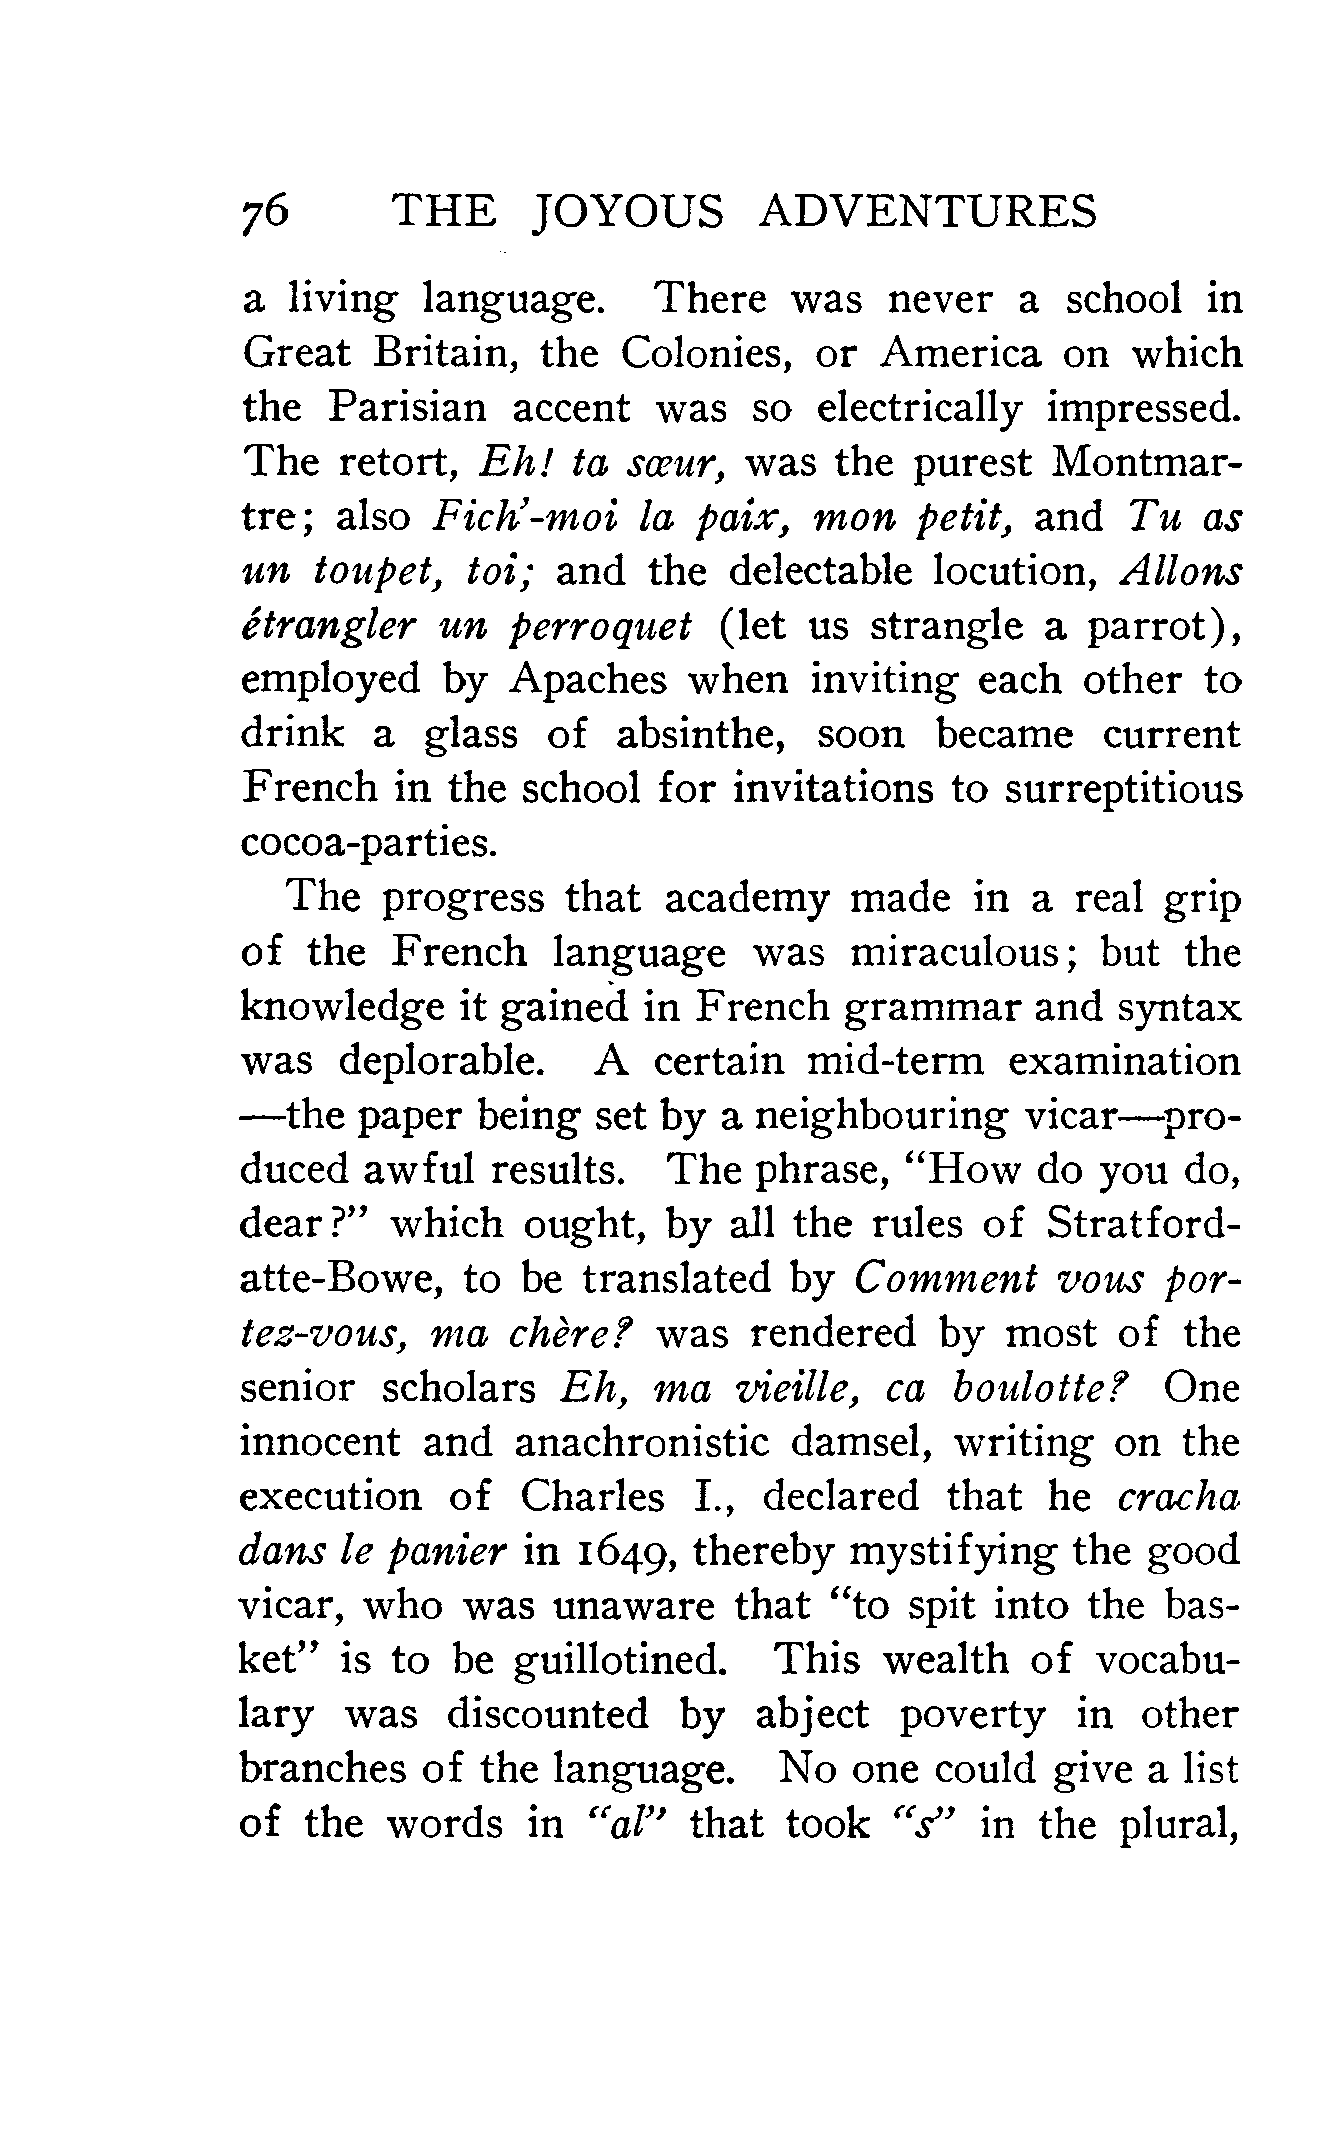 76 THE JOYOUS ADVENTURES
a living language. There was never a school in
Great Britain, the Colonies, or America on which
the Parisian accent was so electrically impressed.
The retort, Eh! ta sœur, was the purest Montmar-
tre; also Fich'-moi la paix, mon petit, and Tu as
un toupet, toi; and the delectable locution, Allons
étrangler un perroquet (let us strangle a parrot),
employed by Apaches when inviting each other to
drink a glass of absinthe, soon became current
French in the school for invitations to surreptitious
cocoa-parties.
The progress that academy made in a real grip
of the French language was miraculous; but the
knowledge it gained in French grammar and syntax
was deplorable. A certain mid-term examination
—the paper being set by a neighbouring vicar—pro-
duced awful results. The phrase, "How do you do,
dear?" which ought, by all the rules of Stratford-
atte-Bowe, to be translated by Comment vous por-
tez-vous, ma chère? was rendered by most of the
senior scholars Eh, ma vieille, ca boulotte? One
innocent and anachronistic damsel, writing on the
execution of Charles I., declared that he cracha
dans le panier in 1649, thereby mystifying the good
vicar, who was unaware that "to spit into the bas-
ket" is to be guillotined. This wealth of vocabu-
lary was discounted by abject poverty in other
branches of the language. No one could give a list
of the words in "al" that took "s" in the plural,